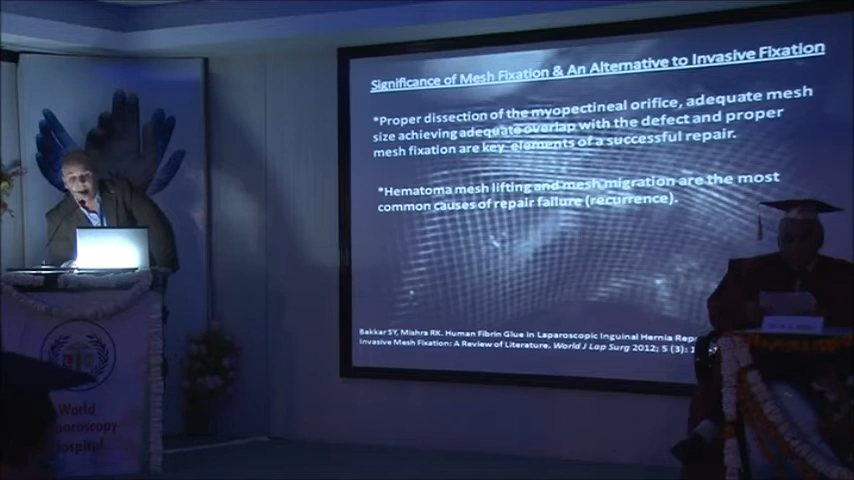 Significance of Mesh Fixation & An Alternative to Invasive Fixation
*Proper dissection of the myopectineal orifice, adequate mesh
size achieving adequate overlap with the defect and proper
mesh fixation are key elements of a successful repair.
*Hematoma mesh lifting and mesh migration are the most
common causes of repair failure (recurrence).
Bakkar SY, Mishra RK. Human Fibrin Glue in Laparoscopic Inguinal Hernia Repa
Invasive Mesh Fixation: A Review of Literature. World J Lap Surg 2012; 5 (3): 1
World
aroscopy
ospital